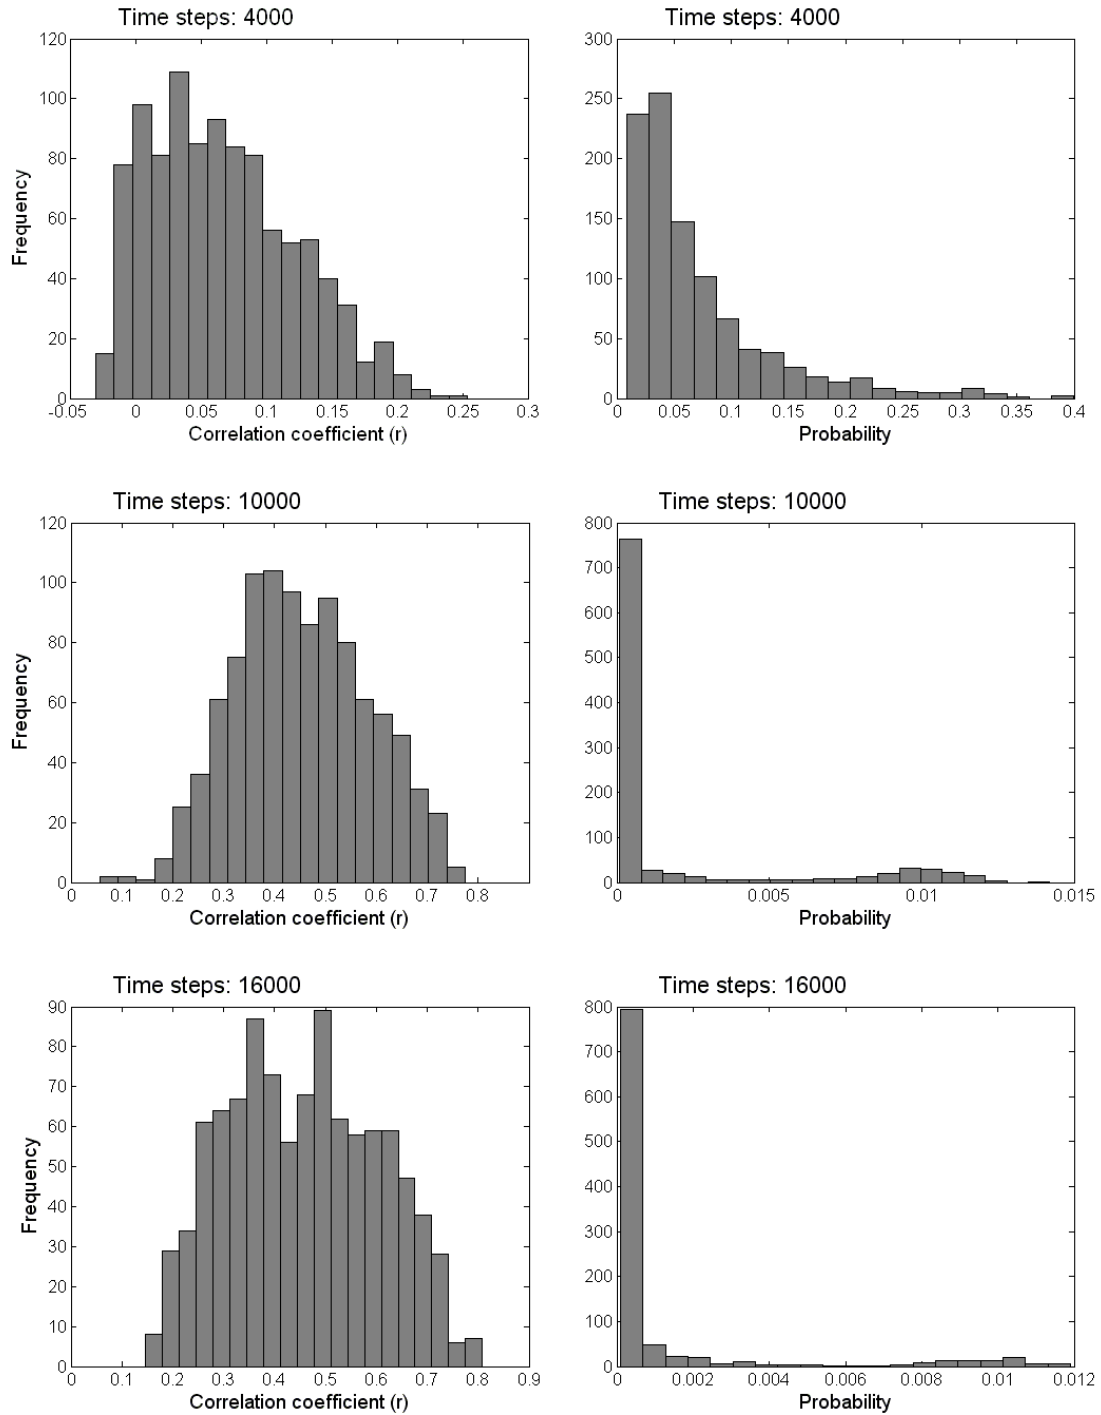 Time steps: 4000
120
100
80
60
40
20
0
Frequency
-0.05 0 0.05 0.1 0.15 0.2 0.25 0.3
Correlation coefficient (r)
Time steps: 4000
300
250
200
150
100
50
0
0 0.05 0.1 0.15 0.2 0.25 0.3 0.35 0.4
Probability
Time steps: 10000
120
100
80
60
40
20
0
Frequency
0 0.1 0.2 0.3 0.4 0.5 0.6 0.7 0.8
Correlation coefficient (r)
Time steps: 10000
800
700
600
500
400
300
200
100
0
0 0.005 0.01 0.015
Probability
Time steps: 16000
90
80
70
60
50
40
30
20
10
0
Frequency
0 0.1 0.2 0.3 0.4 0.5 0.6 0.7 0.8 0.9
Correlation coefficient (r)
Time steps: 16000
800
700
600
500
400
300
200
100
0
0 0.002 0.004 0.006 0.008 0.01 0.012
Probability